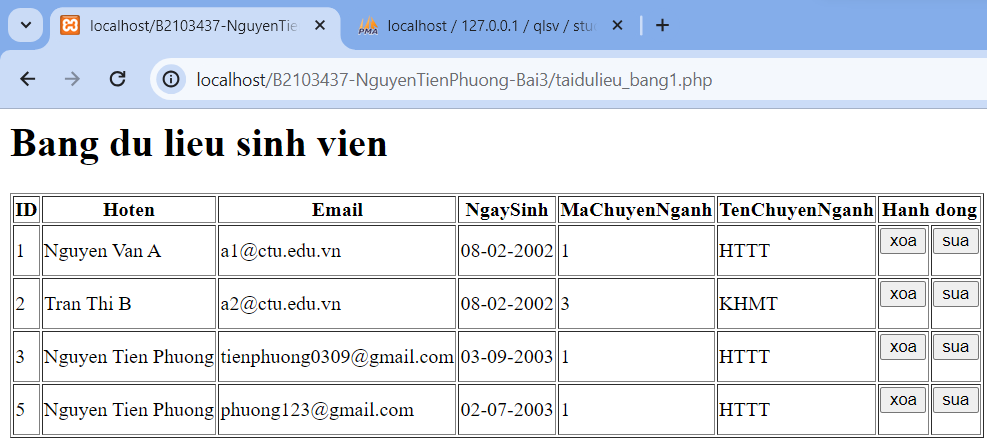 localhost/B2103437-NguyenTie
PMA localhost / 127.0.0.1 / qlsv / stu
localhost/B2103437-NguyenTienPhuong-Bai3/taidulieu_bang1.php
Bang du lieu sinh vien
ID Hoten Email NgaySinh MaChuyenNganh TenChuyenNganh Hanh dong
1 Nguyen Van A a1@ctu.edu.vn 08-02-2002 1 HTTT xoa sua
2 Tran Thi B a2@ctu.edu.vn 08-02-2002 3 KHMT xoa sua
3 Nguyen Tien Phuong tienphuong0309@gmail.com 03-09-2003 1 HTTT xoa sua
5 Nguyen Tien Phuong phuong123@gmail.com 02-07-2003 1 HTTT xoa sua